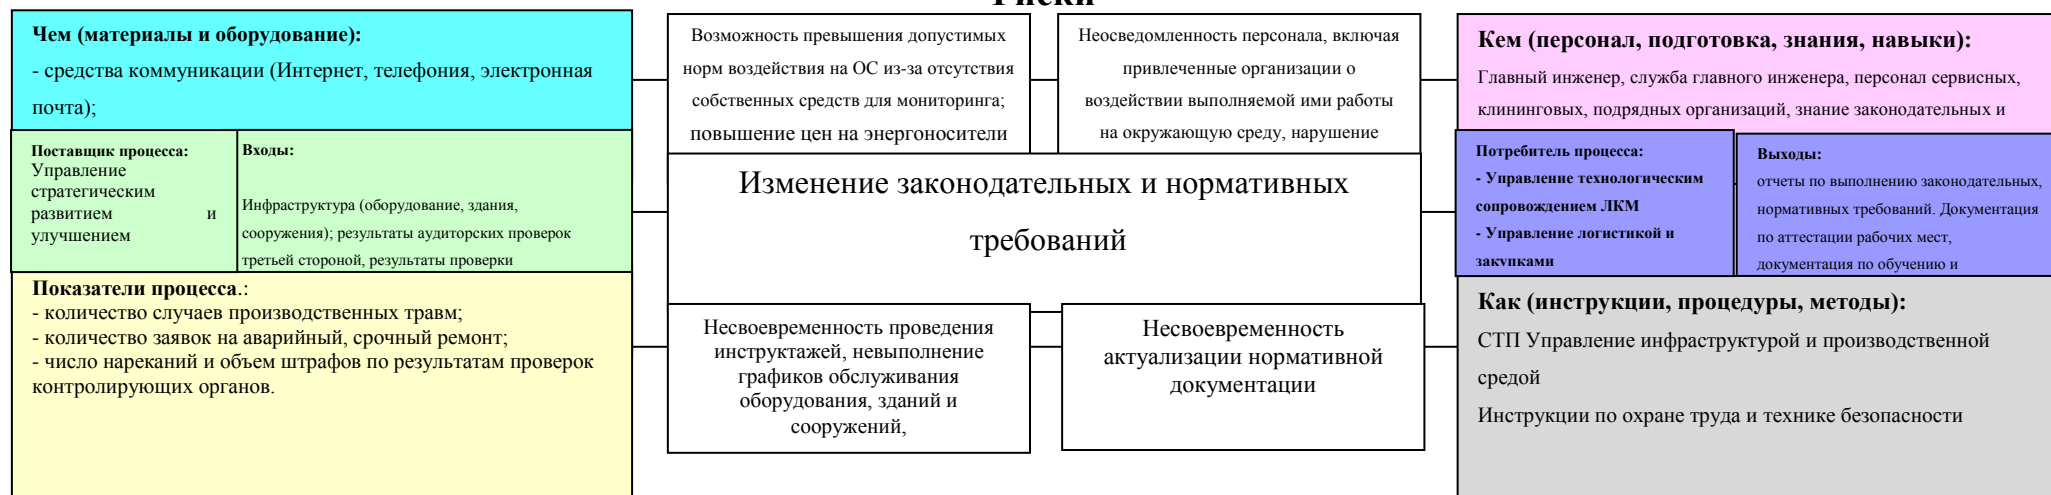 Риски
Чем (материалы и оборудование):
- средства коммуникации (Интернет, телефония, электронная
почта);
Поставщик процесса:
Управление
стратегическим
развитием и
улучшением
Входы:
Инфраструктура (оборудование, здания,
сооружения); результаты аудиторских проверок
третьей стороной, результаты проверки
Показатели процесса.:
- количество случаев производственных травм;
- количество заявок на аварийный, срочный ремонт;
- число нареканий и объем штрафов по результатам проверок
контролирующих органов.
Возможность превышения допустимых
норм воздействия на ОС из-за отсутствия
собственных средств для мониторинга;
повышение цен на энергоносители
Неосведомленность персонала, включая
привлеченные организации о
воздействии выполняемой ими работы
на окружающую среду, нарушение
Изменение законодательных и нормативных
требований
Несвоевременность проведения
инструктажей, невыполнение
графиков обслуживания
оборудования, зданий и
сооружений,
Несвоевременность
актуализации нормативной
документации
Кем (персонал, подготовка, знания, навыки):
Главный инженер, служба главного инженера, персонал сервисных,
клининговых, подрядных организаций, знание законодательных и
Потребитель процесса:
- Управление технологическим
сопровождением ЛКМ
- Управление логистикой и
закупками
Выходы:
отчеты по выполнению законодательных,
нормативных требований. Документация
по аттестации рабочих мест,
документация по обучению и
Как (инструкции, процедуры, методы):
СТП Управление инфраструктурой и производственной
средой
Инструкции по охране труда и технике безопасности